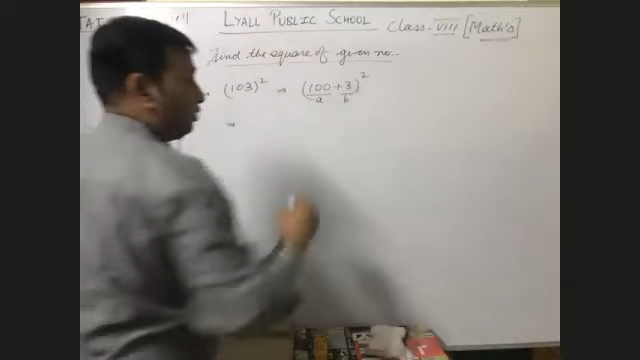 LYALL PUBLIC SCHOOL Class-VIII [Math's]
Find the square of given no.
(103)² ⇒ (100+3)²
a b
⇒